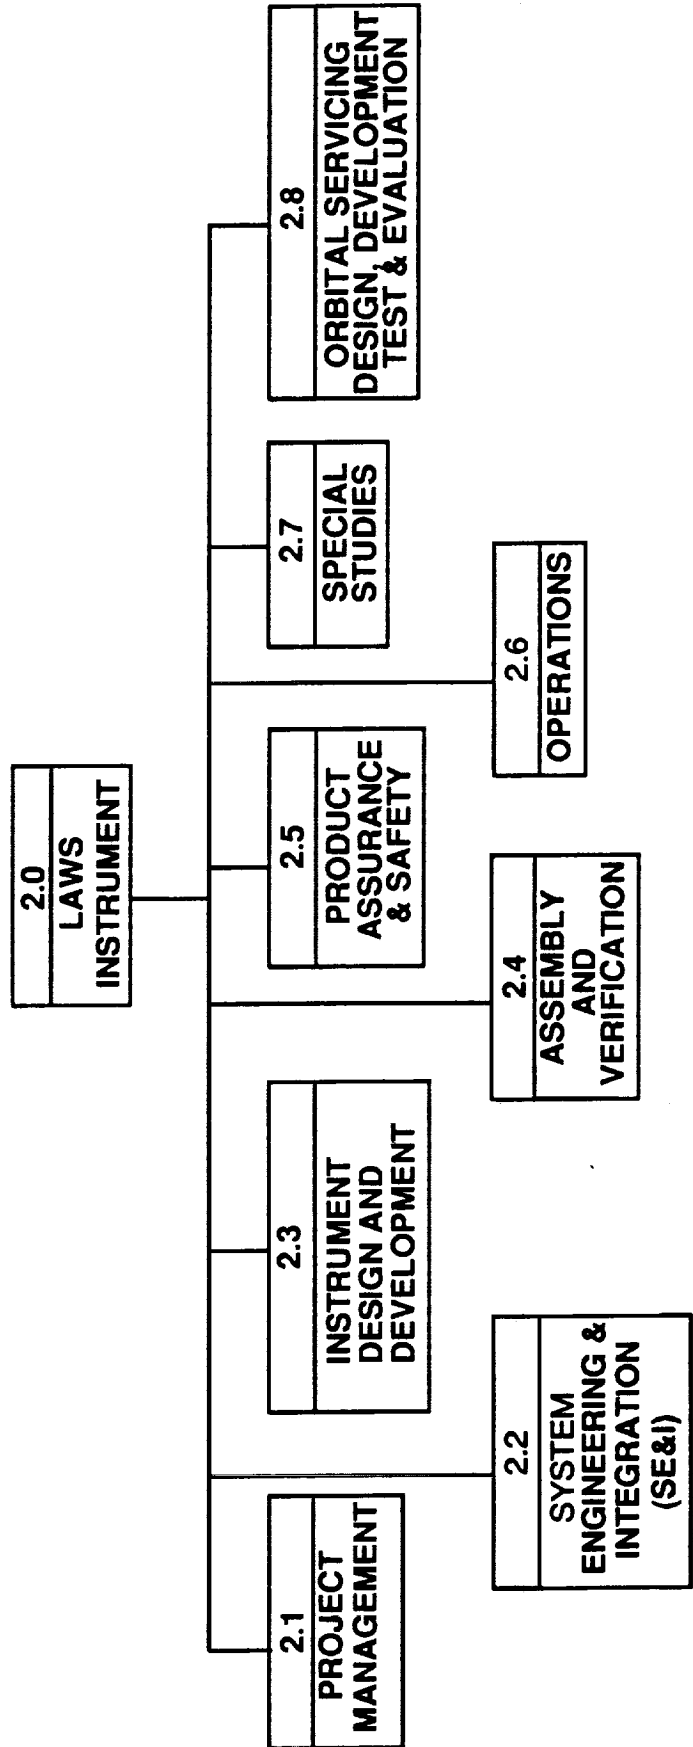 2.0
LAWS
INSTRUMENT
2.1
PROJECT
MANAGEMENT
2.2
SYSTEM
ENGINEERING &
INTEGRATION
(SE&I)
2.3
INSTRUMENT
DESIGN AND
DEVELOPMENT
2.4
ASSEMBLY
AND
VERIFICATION
2.5
PRODUCT
ASSURANCE
& SAFETY
2.6
OPERATIONS
2.7
SPECIAL
STUDIES
2.8
ORBITAL SERVICING
DESIGN, DEVELOPMENT
TEST & EVALUATION